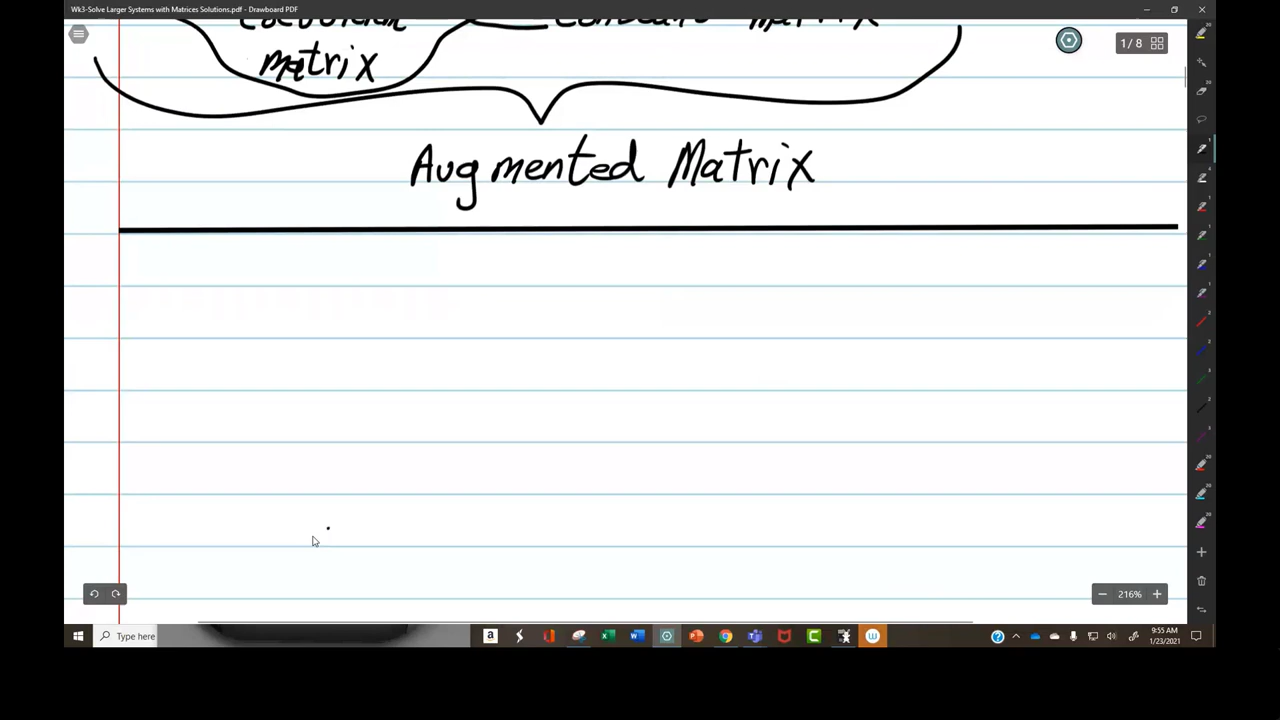 Wk3-Solve Larger Systems with Matrices Solutions.pdf - Drawboard PDF
1 / 8
matrix
matrix
Augmented Matrix
216%
Type here
9:55 AM
1/23/2021